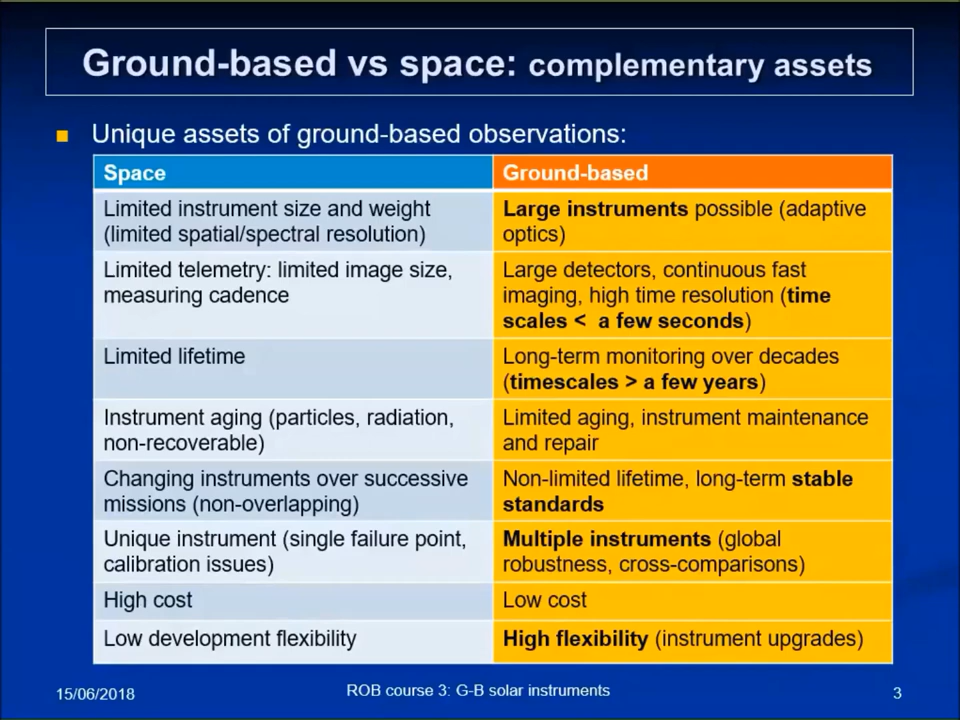 Ground-based vs space: complementary assets
Unique assets of ground-based observations:
Space
Ground-based
Limited instrument size and weight
(limited spatial/spectral resolution)
Large instruments possible (adaptive
optics)
Limited telemetry: limited image size,
measuring cadence
Large detectors, continuous fast
imaging, high time resolution (time
scales < a few seconds)
Limited lifetime
Long-term monitoring over decades
(timescales > a few years)
Instrument aging (particles, radiation,
non-recoverable)
Limited aging, instrument maintenance
and repair
Changing instruments over successive
missions (non-overlapping)
Non-limited lifetime, long-term stable
standards
Unique instrument (single failure point,
calibration issues)
Multiple instruments (global
robustness, cross-comparisons)
High cost
Low cost
Low development flexibility
High flexibility (instrument upgrades)
15/06/2018
ROB course 3: G-B solar instruments
3